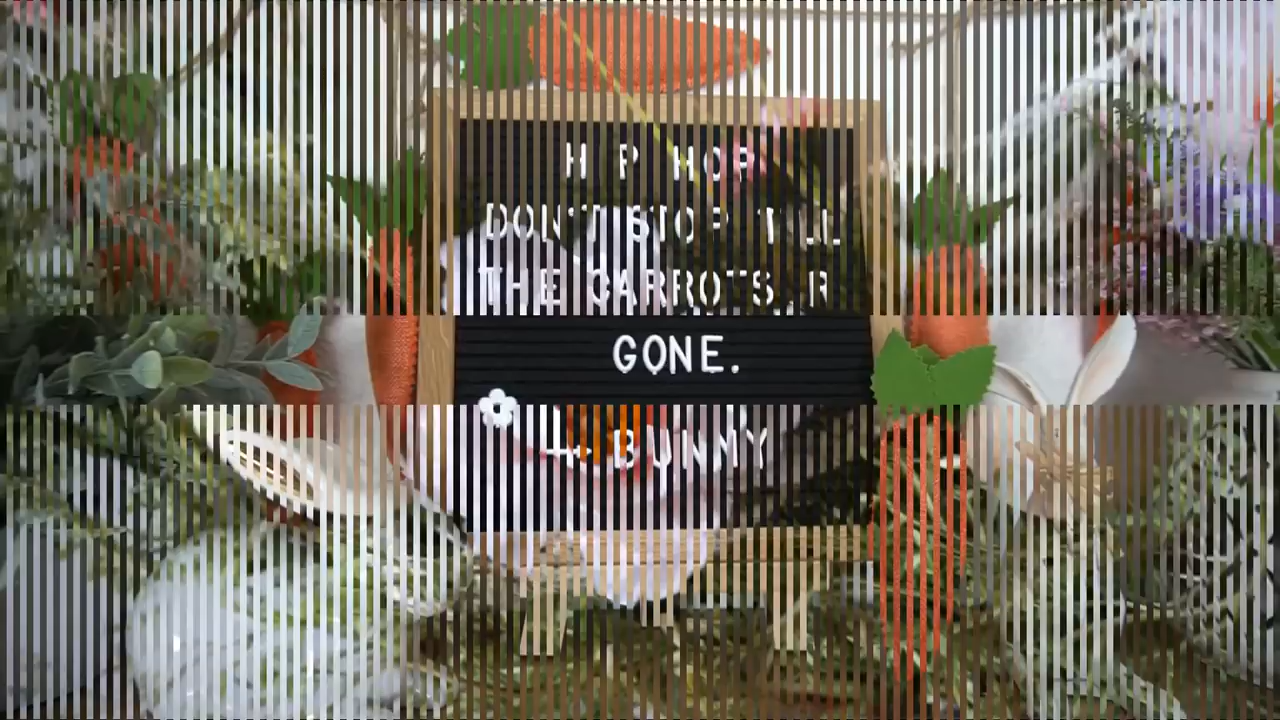 HIP HOP
DON'T STOP TILL
THE CARROTS R
GONE.
- BUNNY